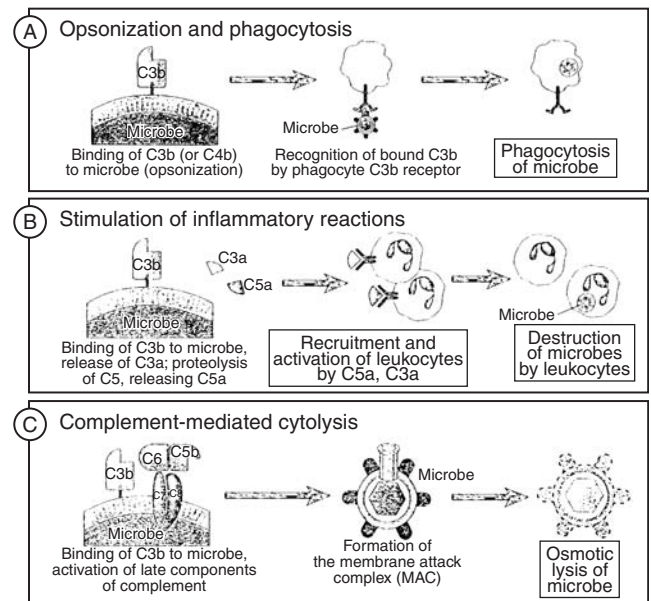 A Opsonization and phagocytosis
C3b
Microbe
Binding of C3b (or C4b)
to microbe (opsonization)
Microbe
Recognition of bound C3b
by phagocyte C3b receptor
Phagocytosis
of microbe
B Stimulation of inflammatory reactions
C3b
C3a
C5a
Microbe
Binding of C3b to microbe,
release of C3a; proteolysis
of C5, releasing C5a
Recruitment and
activation of leukocytes
by C5a, C3a
Microbe
Destruction
of microbes
by leukocytes
C Complement-mediated cytolysis
C3b
C6
C5b
C7
C8
Microbe
Binding of C3b to microbe,
activation of late components
of complement
Microbe
Formation of
the membrane attack
complex (MAC)
Osmotic
lysis of
microbe